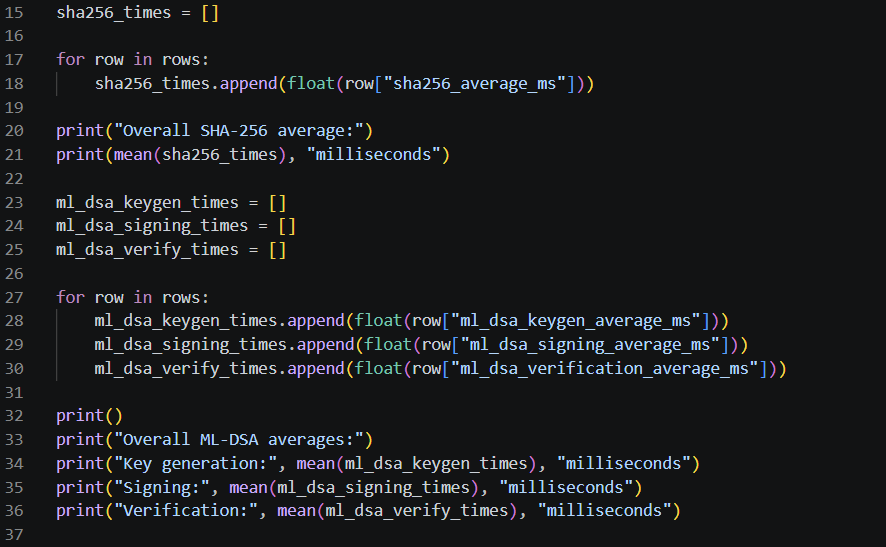 15 sha256_times = []
16
17 for row in rows:
18     sha256_times.append(float(row["sha256_average_ms"]))
19
20 print("Overall SHA-256 average:")
21 print(mean(sha256_times), "milliseconds")
22
23 ml_dsa_keygen_times = []
24 ml_dsa_signing_times = []
25 ml_dsa_verify_times = []
26
27 for row in rows:
28     ml_dsa_keygen_times.append(float(row["ml_dsa_keygen_average_ms"]))
29     ml_dsa_signing_times.append(float(row["ml_dsa_signing_average_ms"]))
30     ml_dsa_verify_times.append(float(row["ml_dsa_verification_average_ms"]))
31
32 print()
33 print("Overall ML-DSA averages:")
34 print("Key generation:", mean(ml_dsa_keygen_times), "milliseconds")
35 print("Signing:", mean(ml_dsa_signing_times), "milliseconds")
36 print("Verification:", mean(ml_dsa_verify_times), "milliseconds")
37